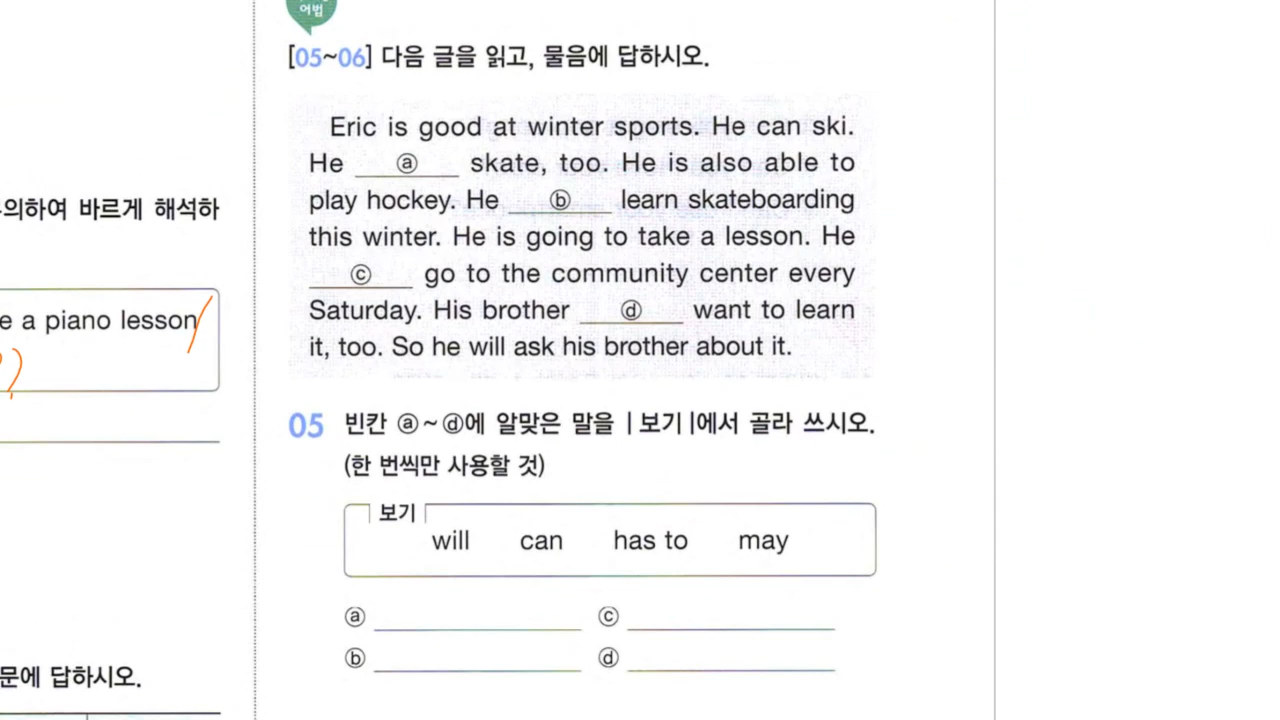 어법
[05~06] 다음 글을 읽고, 물음에 답하시오.
Eric is good at winter sports. He can ski.
He ⓐ skate, too. He is also able to
play hockey. He ⓑ learn skateboarding
this winter. He is going to take a lesson. He
ⓒ go to the community center every
Saturday. His brother ⓓ want to learn
it, too. So he will ask his brother about it.
05 빈칸 ⓐ~ⓓ에 알맞은 말을 |보기|에서 골라 쓰시오.
(한 번씩만 사용할 것)
보기
will can has to may
ⓐ ⓒ
ⓑ ⓓ
의하여 바르게 해석하
e a piano lesson
문에 답하시오.